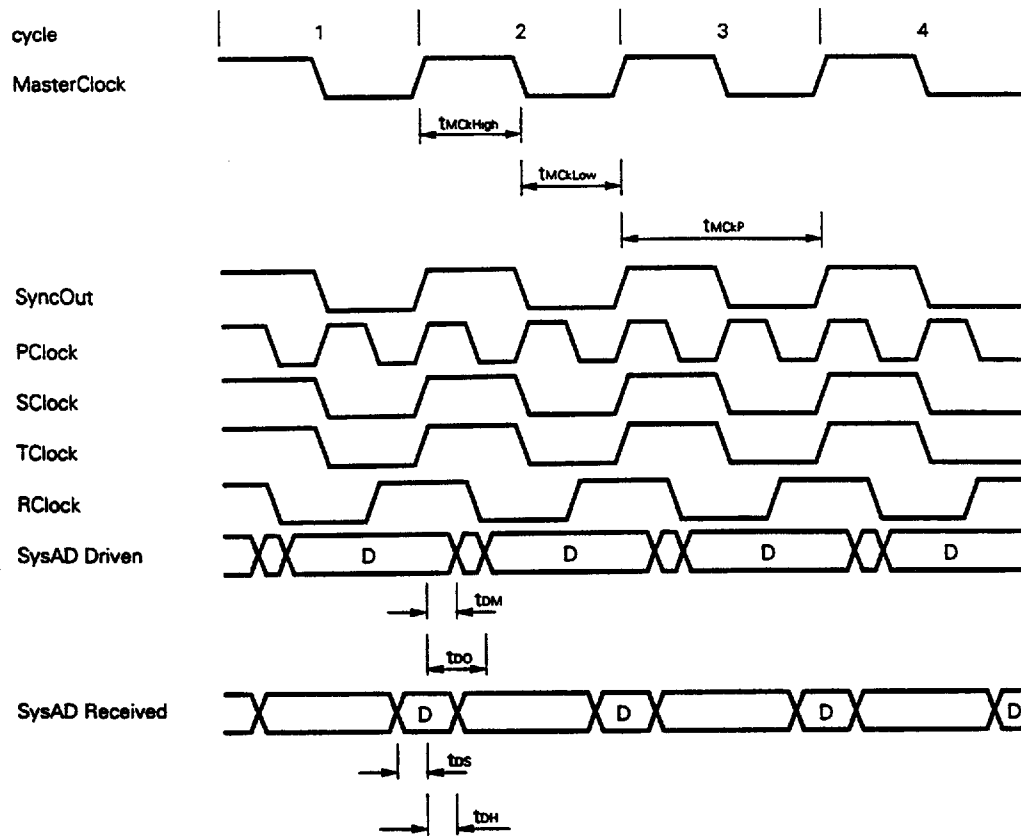 cycle 1 2 3 4
MasterClock
tMCkHigh
tMCkLow
tMCkP
SyncOut
PClock
SClock
TClock
RClock
SysAD Driven D D D D
tDM
tDO
SysAD Received D D D D
tDS
tDH